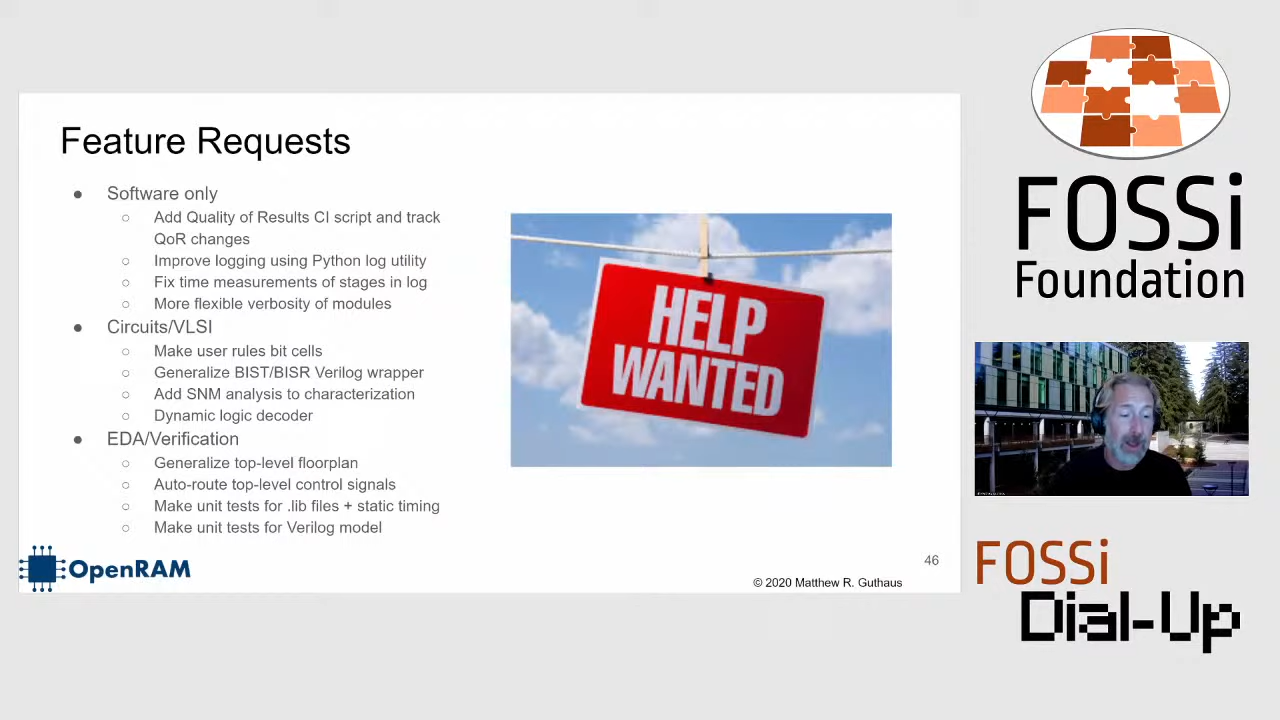 Feature Requests
● Software only
○ Add Quality of Results CI script and track
QoR changes
○ Improve logging using Python log utility
○ Fix time measurements of stages in log
○ More flexible verbosity of modules
● Circuits/VLSI
○ Make user rules bit cells
○ Generalize BIST/BISR Verilog wrapper
○ Add SNM analysis to characterization
○ Dynamic logic decoder
● EDA/Verification
○ Generalize top-level floorplan
○ Auto-route top-level control signals
○ Make unit tests for .lib files + static timing
○ Make unit tests for Verilog model
HELP
WANTED
OpenRAM
46
© 2020 Matthew R. Guthaus
FOSSi
Foundation
FOSSi
Dial-Up